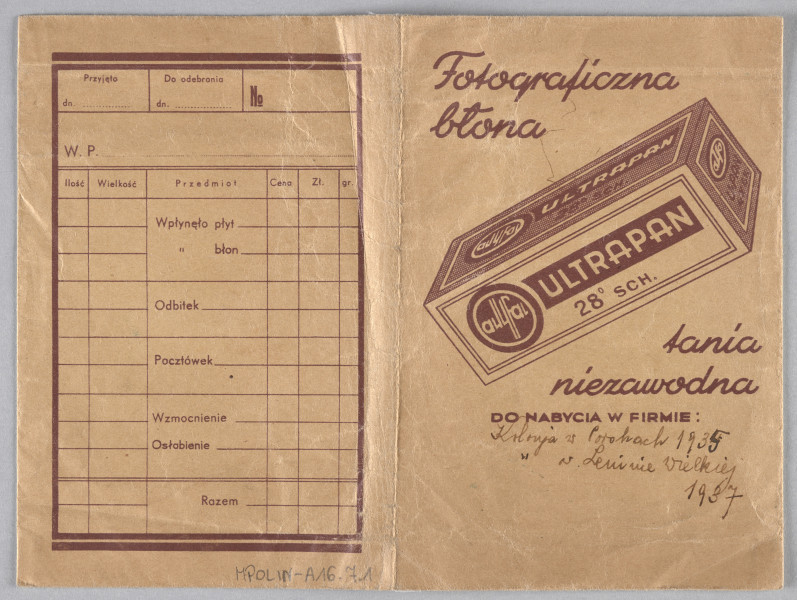 Przyjęto
dn.
Do odebrania
dn.
№
W. P.
Ilość Wielkość Przedmiot Cena Zł. gr.
Wpłynęło płyt
" błon
Odbitek
Pocztówek
Wzmocnienie
Osłabienie
Razem
MPOLIN-A16.7.1
Fotograficzna
błona
alfa ULTRAPAN
28° SCH.
ULTRAPAN
28° SCH.
tania
niezawodna
DO NABYCIA W FIRMIE:
Kolonja w 1935
" w Leninie Wielkiej
1937